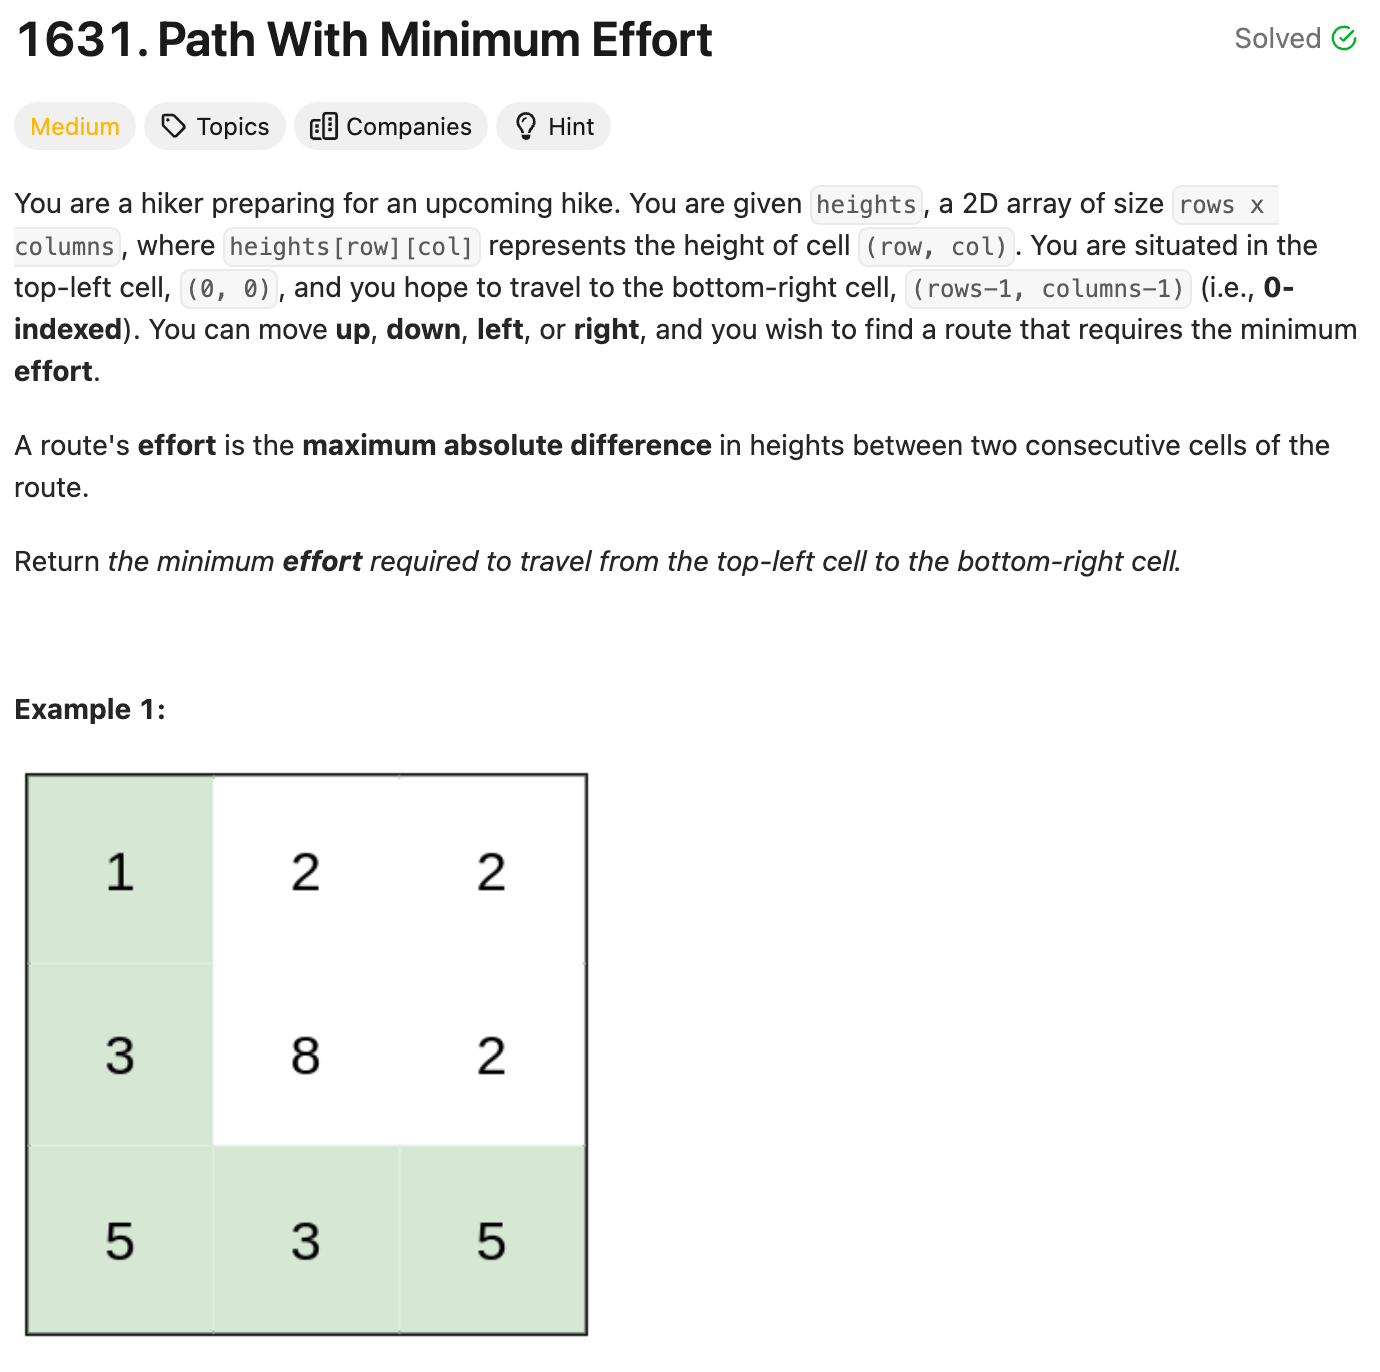 1631. Path With Minimum Effort
Solved
Medium Topics Companies Hint
You are a hiker preparing for an upcoming hike. You are given heights, a 2D array of size rows x
columns, where heights[row][col] represents the height of cell (row, col). You are situated in the
top-left cell, (0, 0), and you hope to travel to the bottom-right cell, (rows-1, columns-1) (i.e., 0-
indexed). You can move up, down, left, or right, and you wish to find a route that requires the minimum
effort.
A route's effort is the maximum absolute difference in heights between two consecutive cells of the
route.
Return the minimum effort required to travel from the top-left cell to the bottom-right cell.
Example 1:
1 2 2
3 8 2
5 3 5